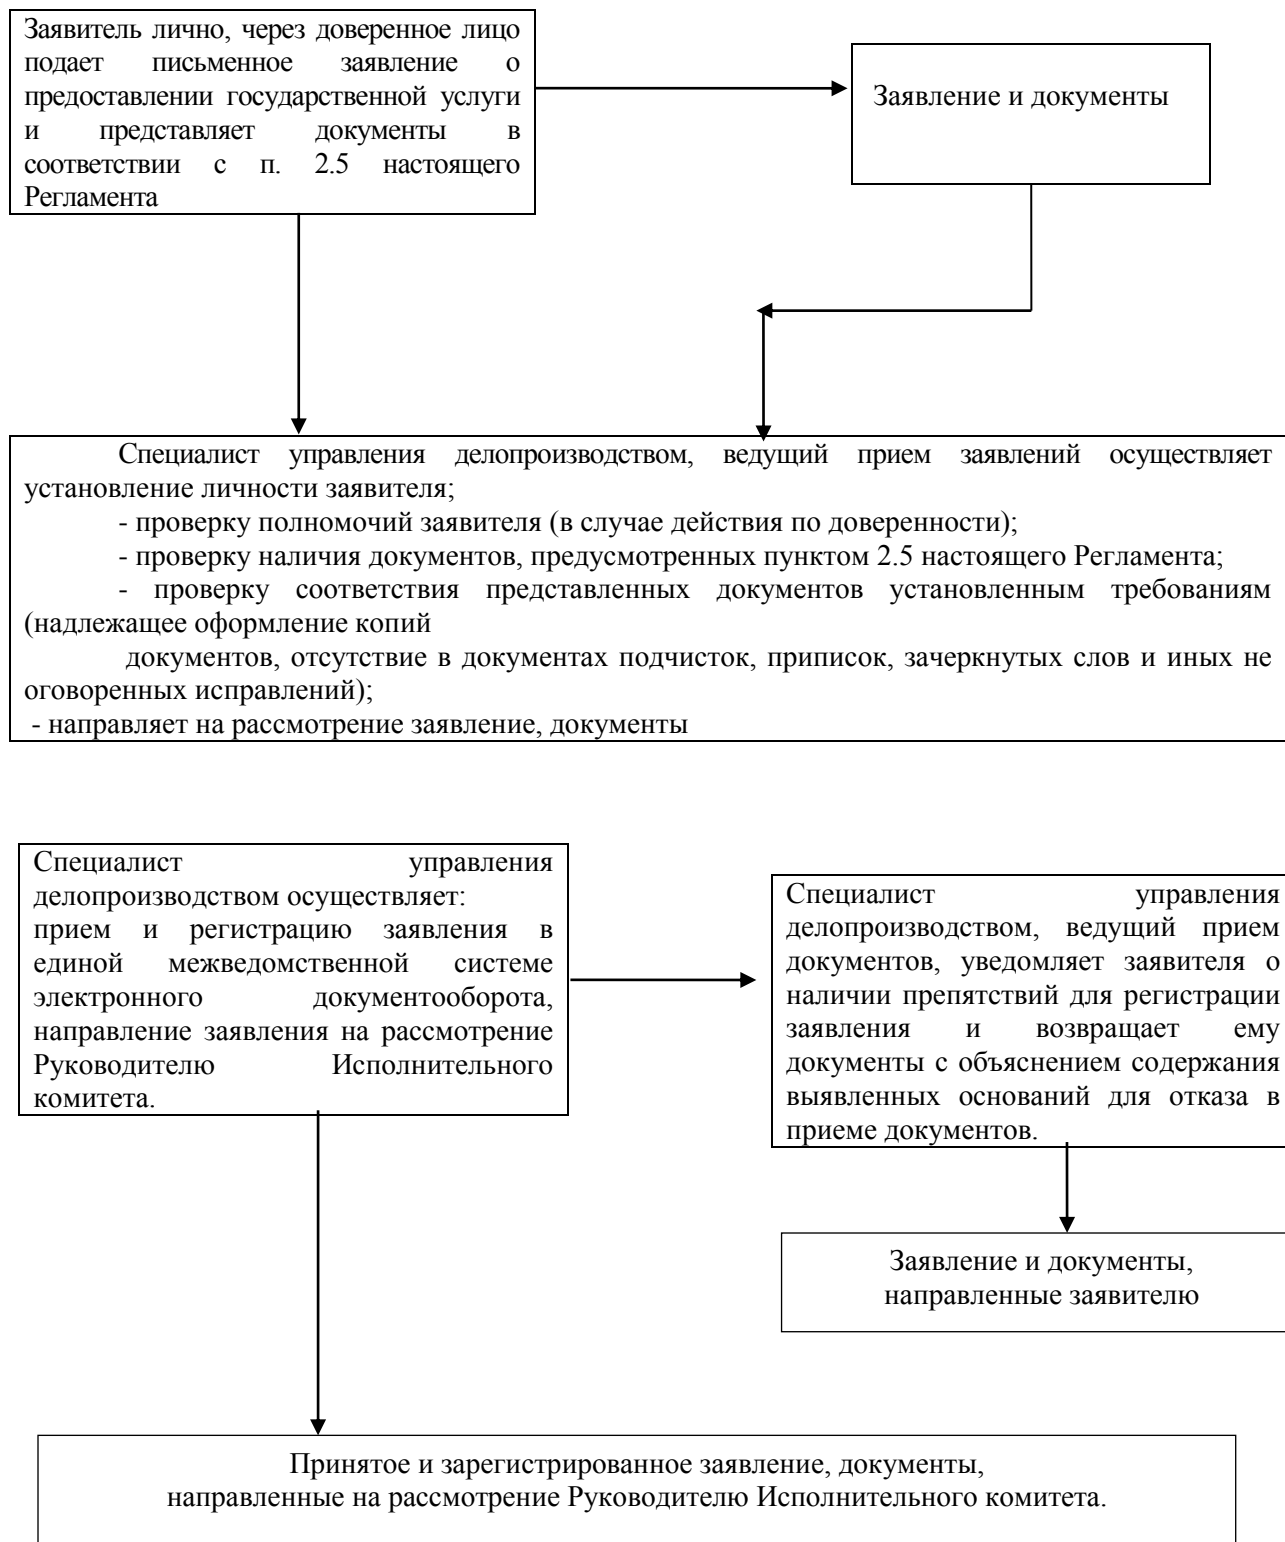 Заявитель лично, через доверенное лицо
подает письменное заявление о
предоставлении государственной услуги
и представляет документы в
соответствии с п. 2.5 настоящего
Регламента
Заявление и документы
Специалист управления делопроизводством, ведущий прием заявлений осуществляет
установление личности заявителя;
- проверку полномочий заявителя (в случае действия по доверенности);
- проверку наличия документов, предусмотренных пунктом 2.5 настоящего Регламента;
- проверку соответствия представленных документов установленным требованиям
(надлежащее оформление копий
документов, отсутствие в документах подчисток, приписок, зачеркнутых слов и иных не
оговоренных исправлений);
- направляет на рассмотрение заявление, документы
Специалист управления
делопроизводством осуществляет:
прием и регистрацию заявления в
единой межведомственной системе
электронного документооборота,
направление заявления на рассмотрение
Руководителю Исполнительного
комитета.
Специалист управления
делопроизводством, ведущий прием
документов, уведомляет заявителя о
наличии препятствий для регистрации
заявления и возвращает ему
документы с объяснением содержания
выявленных оснований для отказа в
приеме документов.
Заявление и документы,
направленные заявителю
Принятое и зарегистрированное заявление, документы,
направленные на рассмотрение Руководителю Исполнительного комитета.